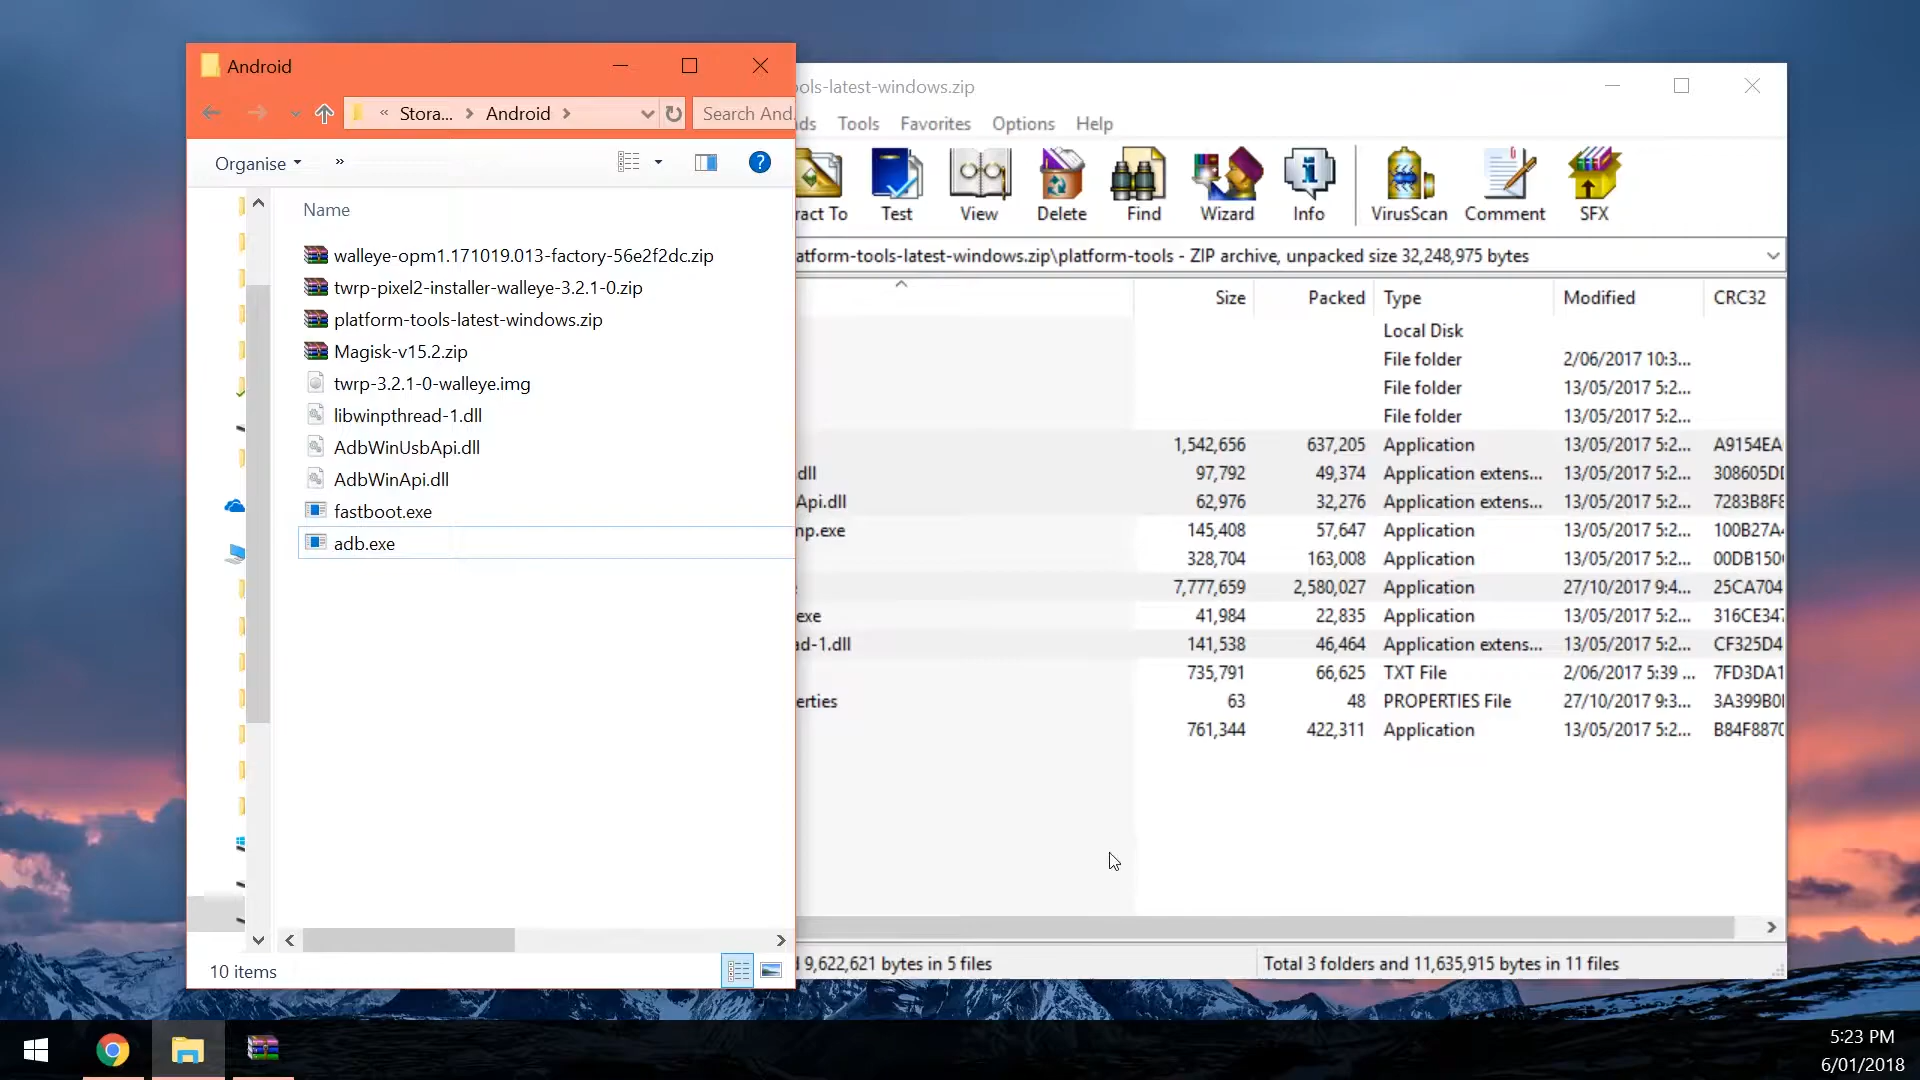 Android
« Stora... > Android >
Search And
Organise
»
?
Name
walleye-opm1.171019.013-factory-56e2f2dc.zip
twrp-pixel2-installer-walleye-3.2.1-0.zip
platform-tools-latest-windows.zip
Magisk-v15.2.zip
twrp-3.2.1-0-walleye.img
libwinpthread-1.dll
AdbWinUsbApi.dll
AdbWinApi.dll
fastboot.exe
adb.exe
10 items
ols-latest-windows.zip
ds Tools Favorites Options Help
ract To Test View Delete Find Wizard Info VirusScan Comment SFX
atform-tools-latest-windows.zip\platform-tools - ZIP archive, unpacked size 32,248,975 bytes
Size Packed Type Modified CRC32
Local Disk
File folder 2/06/2017 10:3...
File folder 13/05/2017 5:2...
File folder 13/05/2017 5:2...
1,542,656 637,205 Application 13/05/2017 5:2... A9154EA
.dll 97,792 49,374 Application extens... 13/05/2017 5:2... 308605D
Api.dll 62,976 32,276 Application extens... 13/05/2017 5:2... 7283B8F8
np.exe 145,408 57,647 Application 13/05/2017 5:2... 100B27A
328,704 163,008 Application 13/05/2017 5:2... 00DB150
7,777,659 2,580,027 Application 27/10/2017 9:4... 25CA704
exe 41,984 22,835 Application 13/05/2017 5:2... 316CE34
ad-1.dll 141,538 46,464 Application extens... 13/05/2017 5:2... CF325D4
735,791 66,625 TXT File 2/06/2017 5:39 ... 7FD3DA1
erties 63 48 PROPERTIES File 27/10/2017 9:3... 3A399B0
761,344 422,311 Application 13/05/2017 5:2... B84F887
9,622,621 bytes in 5 files
Total 3 folders and 11,635,915 bytes in 11 files
5:23 PM
6/01/2018